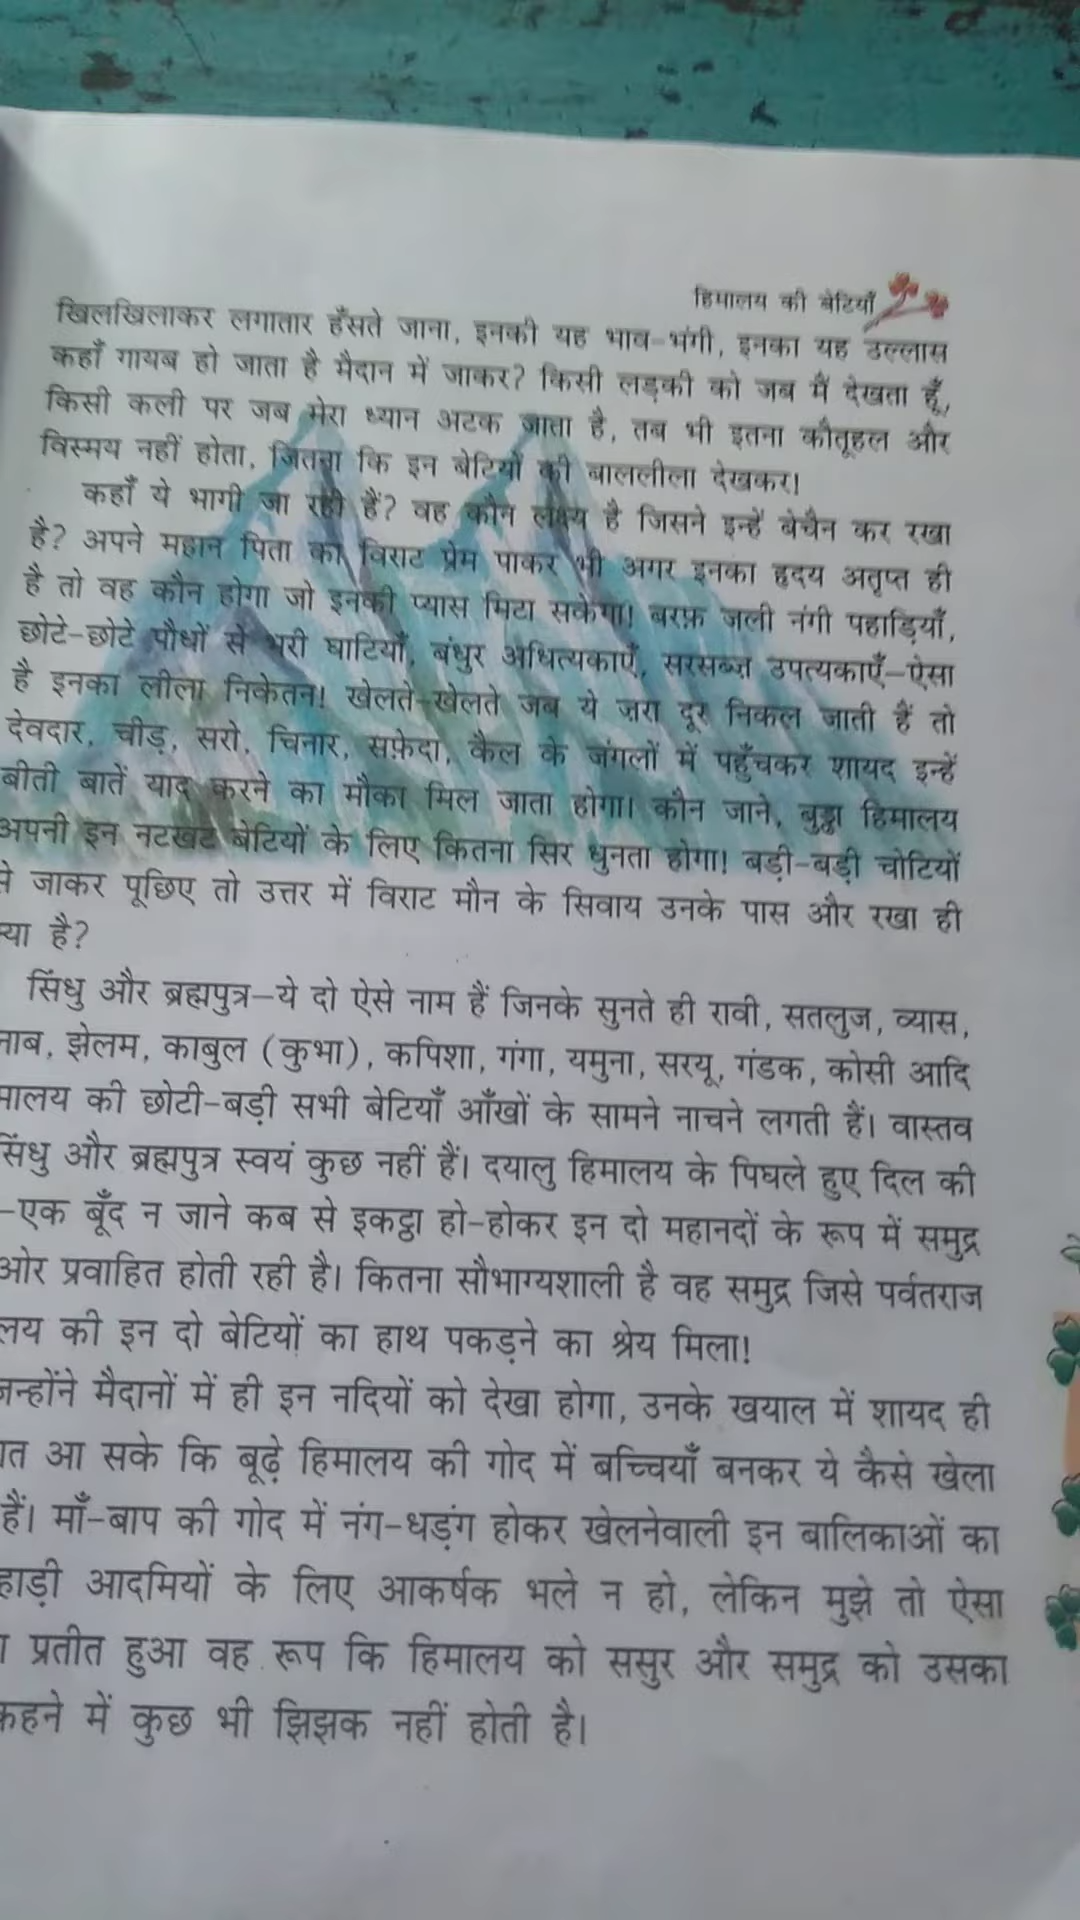 हिमालय की बेटियाँ
खिलखिलाकर लगातार हँसते जाना, इनकी यह भाव-भंगी, इनका यह उल्लास
कहाँ गायब हो जाता है मैदान में जाकर? किसी लड़की को जब मैं देखता हूँ,
किसी कली पर जब मेरा ध्यान अटक जाता है, तब भी इतना कौतूहल और
विस्मय नहीं होता, जितना कि इन बेटियों की बाललीला देखकर।
कहाँ ये भागी जा रही हैं? वह कौन लक्ष्य है जिसने इन्हें बेचैन कर रखा
है? अपने महान पिता का विराट प्रेम पाकर भी अगर इनका हृदय अतृप्त ही
है तो वह कौन होगा जो इनकी प्यास मिटा सकेगा! बरफ़ जली नंगी पहाड़ियाँ,
छोटे-छोटे पौधों से भरी घाटियाँ, बंधुर अधित्यकाएँ, सरसब्ज़ उपत्यकाएँ-ऐसा
है इनका लीला निकेतन! खेलते-खेलते जब ये ज़रा दूर निकल जाती हैं तो
देवदार, चीड़, सरो, चिनार, सफ़ेदा, कैल के जंगलों में पहुँचकर शायद इन्हें
बीती बातें याद करने का मौका मिल जाता होगा। कौन जाने, बुड्ढा हिमालय
अपनी इन नटखट बेटियों के लिए कितना सिर धुनता होगा! बड़ी-बड़ी चोटियों
जाकर पूछिए तो उत्तर में विराट मौन के सिवाय उनके पास और रखा ही
है?
सिंधु और ब्रह्मपुत्र-ये दो ऐसे नाम हैं जिनके सुनते ही रावी, सतलुज, व्यास,
नाब, झेलम, काबुल (कुभा), कपिशा, गंगा, यमुना, सरयू, गंडक, कोसी आदि
मालय की छोटी-बड़ी सभी बेटियाँ आँखों के सामने नाचने लगती हैं। वास्तव
सिंधु और ब्रह्मपुत्र स्वयं कुछ नहीं हैं। दयालु हिमालय के पिघले हुए दिल की
-एक बूँद न जाने कब से इकट्ठा हो-होकर इन दो महानदों के रूप में समुद्र
ओर प्रवाहित होती रही है। कितना सौभाग्यशाली है वह समुद्र जिसे पर्वतराज
लय की इन दो बेटियों का हाथ पकड़ने का श्रेय मिला!
जन्होंने मैदानों में ही इन नदियों को देखा होगा, उनके खयाल में शायद ही
आ सके कि बूढ़े हिमालय की गोद में बच्चियाँ बनकर ये कैसे खेला
हैं। माँ-बाप की गोद में नंग-धड़ंग होकर खेलनेवाली इन बालिकाओं का
हाड़ी आदमियों के लिए आकर्षक भले न हो, लेकिन मुझे तो ऐसा
प्रतीत हुआ वह रूप कि हिमालय को ससुर और समुद्र को उसका
कहने में कुछ भी झिझक नहीं होती है।